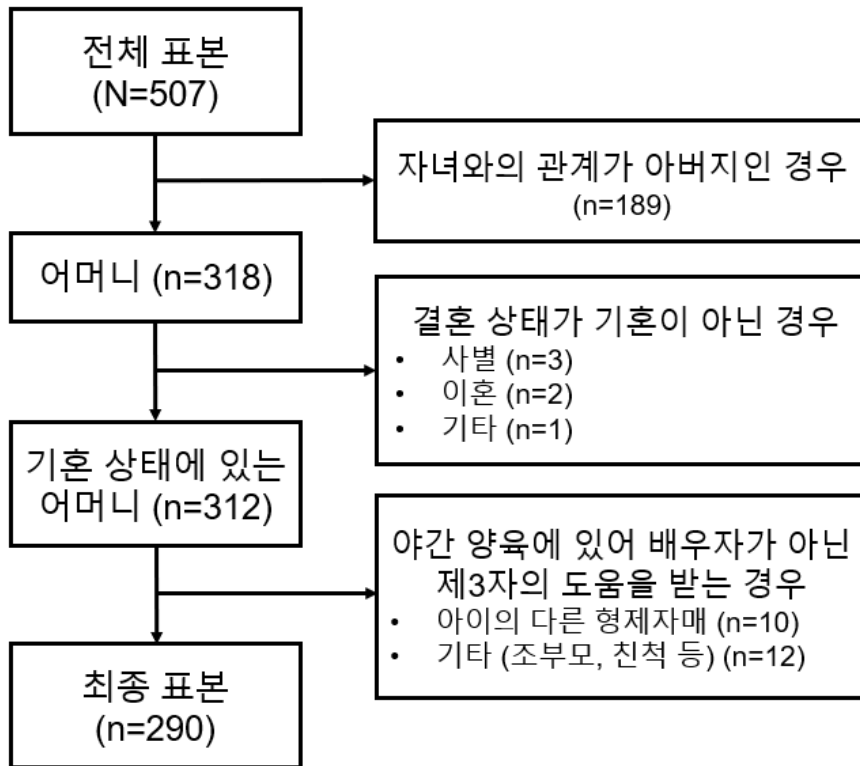 전체 표본
(N=507)
자녀와의 관계가 아버지인 경우
(n=189)
어머니 (n=318)
결혼 상태가 기혼이 아닌 경우
• 사별 (n=3)
• 이혼 (n=2)
• 기타 (n=1)
기혼 상태에 있는
어머니 (n=312)
야간 양육에 있어 배우자가 아닌
제3자의 도움을 받는 경우
• 아이의 다른 형제자매 (n=10)
• 기타 (조부모, 친척 등) (n=12)
최종 표본
(n=290)